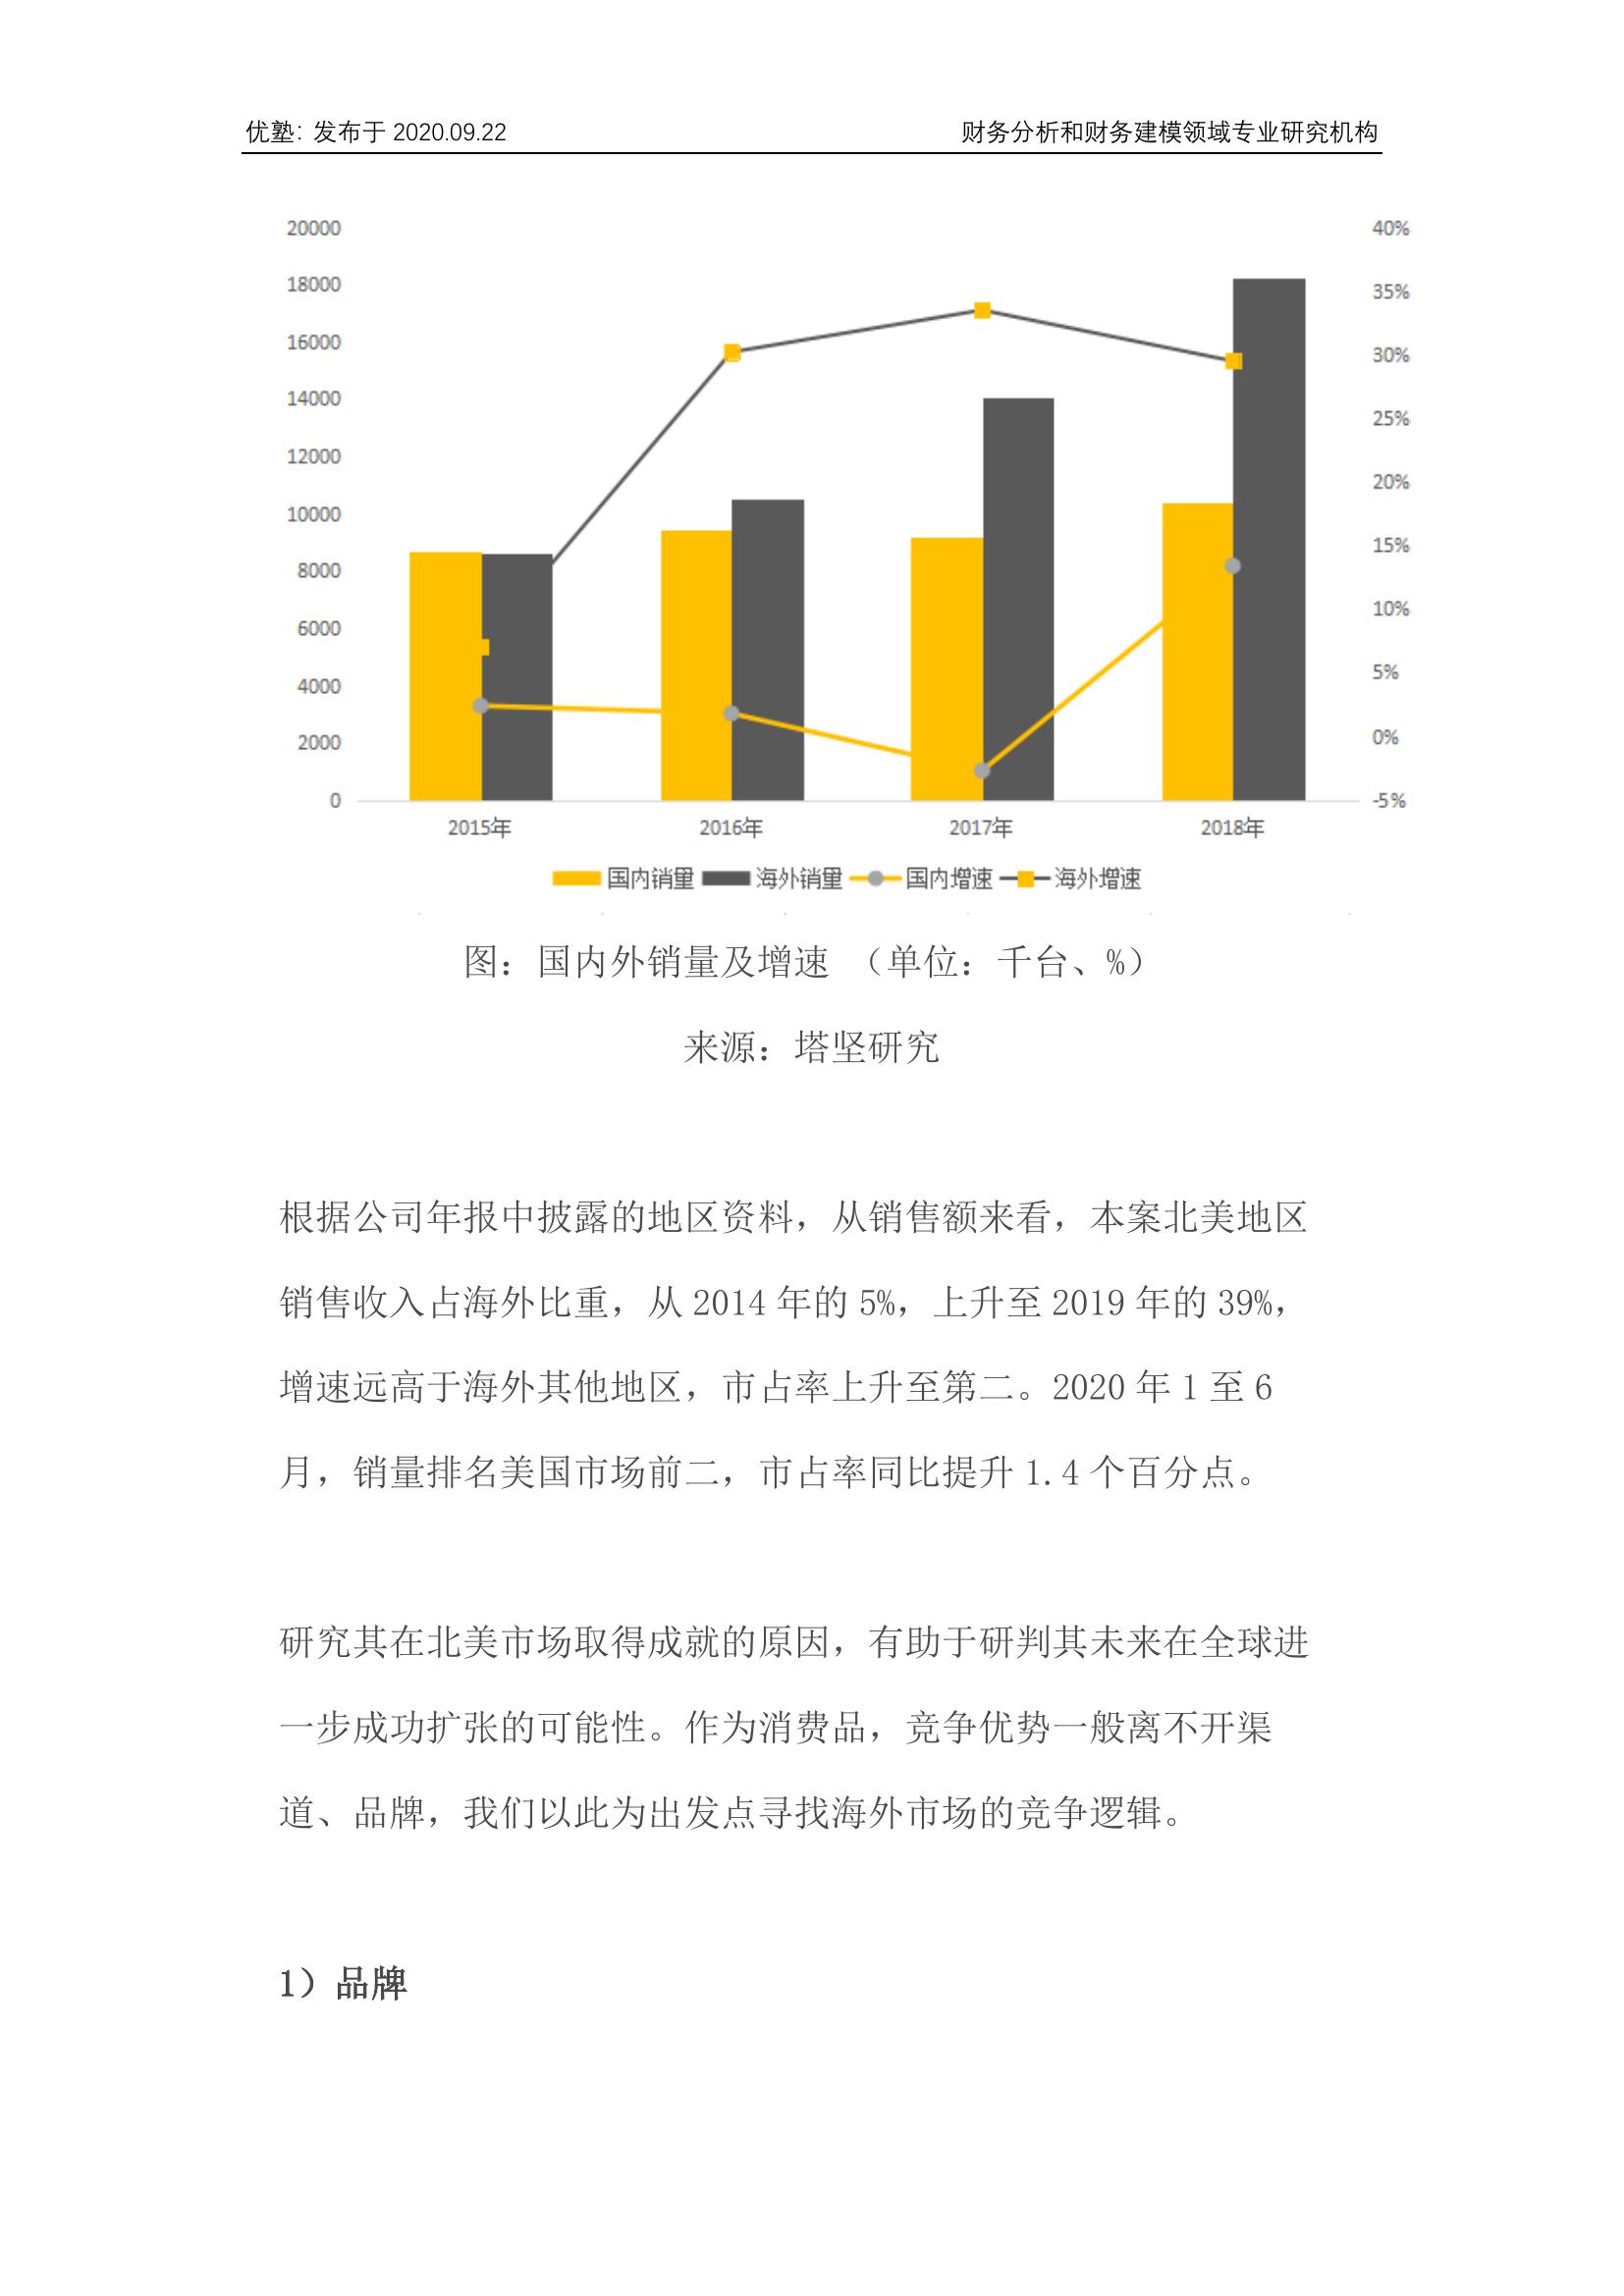 优塾：发布于 2020.09.22 财务分析和财务建模领域专业研究机构
20000 40%
18000 35%
16000 30%
14000 25%
12000 20%
10000 15%
8000 10%
6000 5%
4000 0%
2000 -5%
0
2015年 2016年 2017年 2018年
国内销量 海外销量 国内增速 海外增速
图：国内外销量及增速 （单位：千台、%）
来源：塔坚研究
根据公司年报中披露的地区资料，从销售额来看，本案北美地区
销售收入占海外比重，从 2014 年的 5%，上升至 2019 年的 39%，
增速远高于海外其他地区，市占率上升至第二。2020 年 1 至 6
月，销量排名美国市场前二，市占率同比提升 1.4 个百分点。
研究其在北美市场取得成就的原因，有助于研判其未来在全球进
一步成功扩张的可能性。作为消费品，竞争优势一般离不开渠
道、品牌，我们以此为出发点寻找海外市场的竞争逻辑。
1）品牌